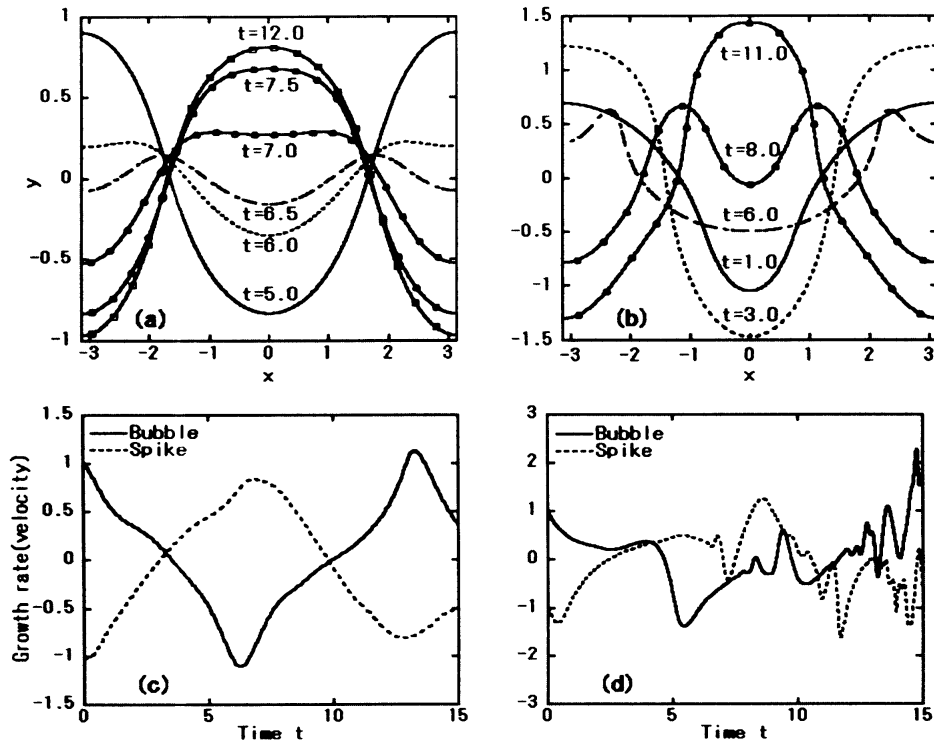 1
0.5
0
-0.5
-1
y
t=12.0
t=7.5
t=7.0
t=6.5
t=6.0
t=5.0
(a)
-3 -2 -1 0 1 2 3
x
1.5
1
0.5
0
-0.5
-1
-1.5
t=11.0
t=8.0
t=6.0
t=1.0
t=3.0
(b)
-3 -2 -1 0 1 2 3
x
1.5
1
0.5
0
-0.5
-1
-1.5
Growth rate(velocity)
Bubble
Spike
(c)
0 5 10 15
Time t
3
2
1
0
-1
-2
-3
Bubble
Spike
(d)
0 5 10 15
Time t